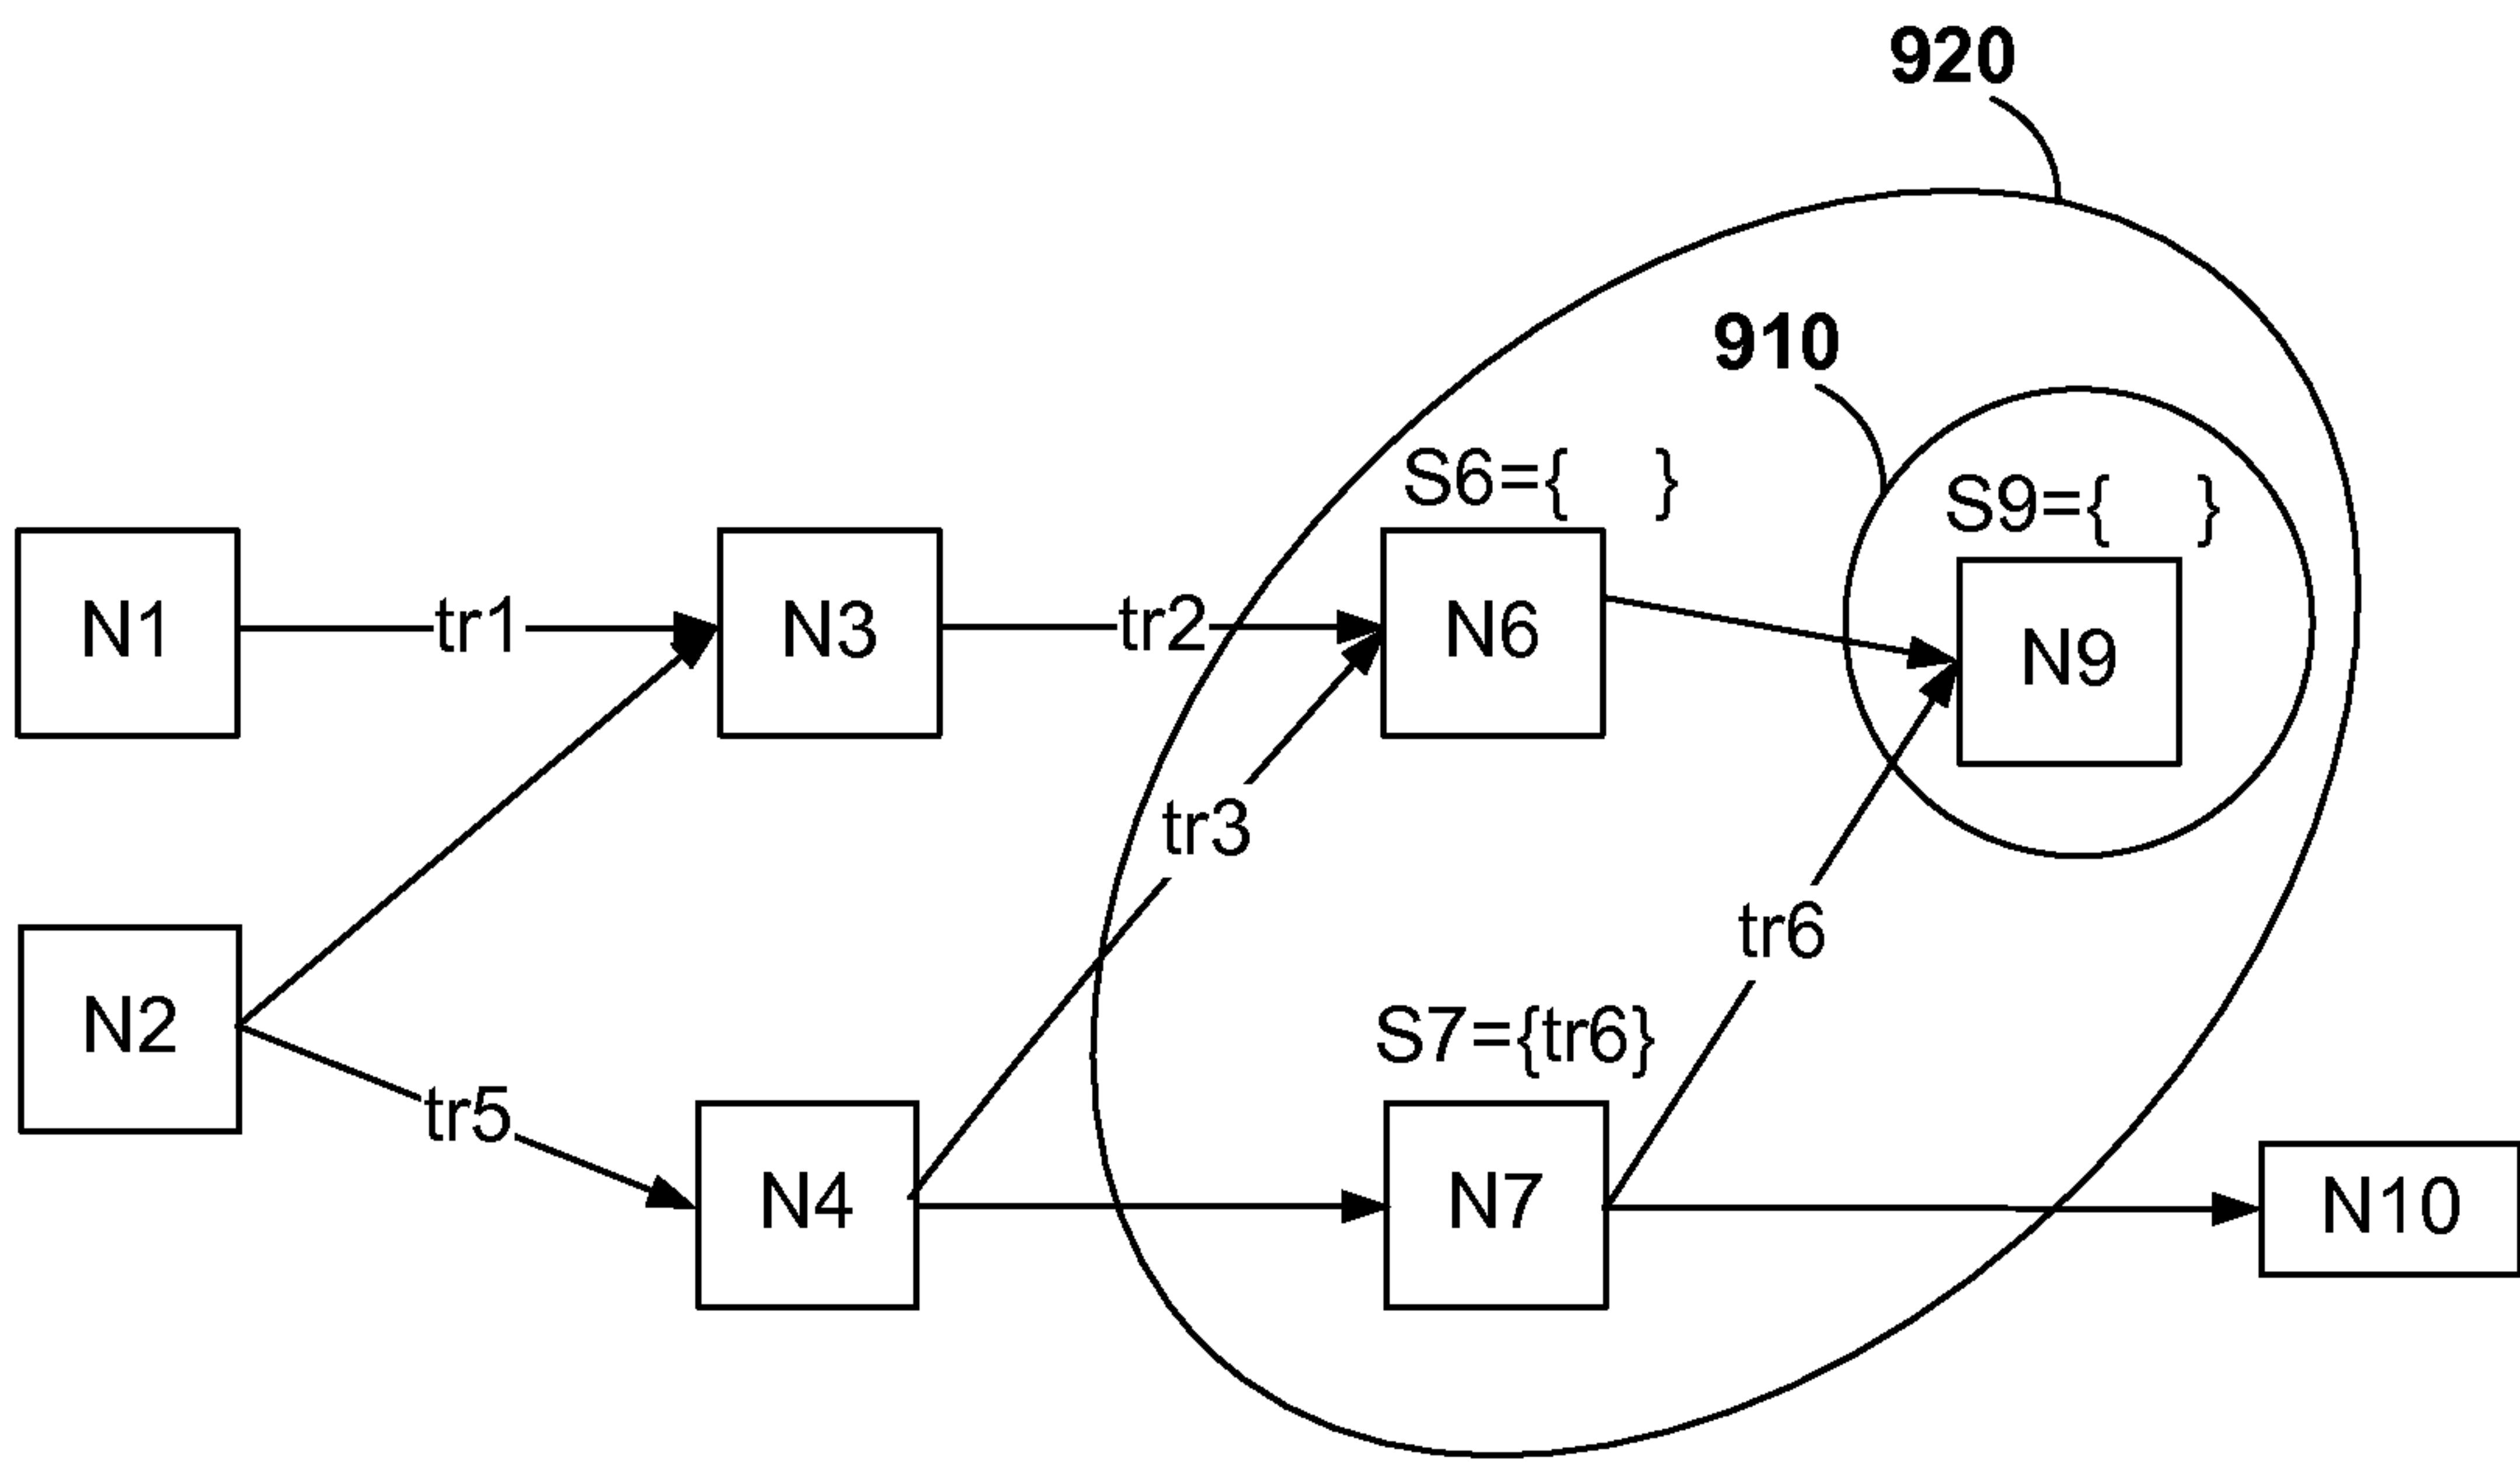 920
910
S6={ }
S9={ }
N1
tr1
N3
tr2
N6
N9
tr3
tr6
N2
S7={tr6}
tr5
N4
N7
N10